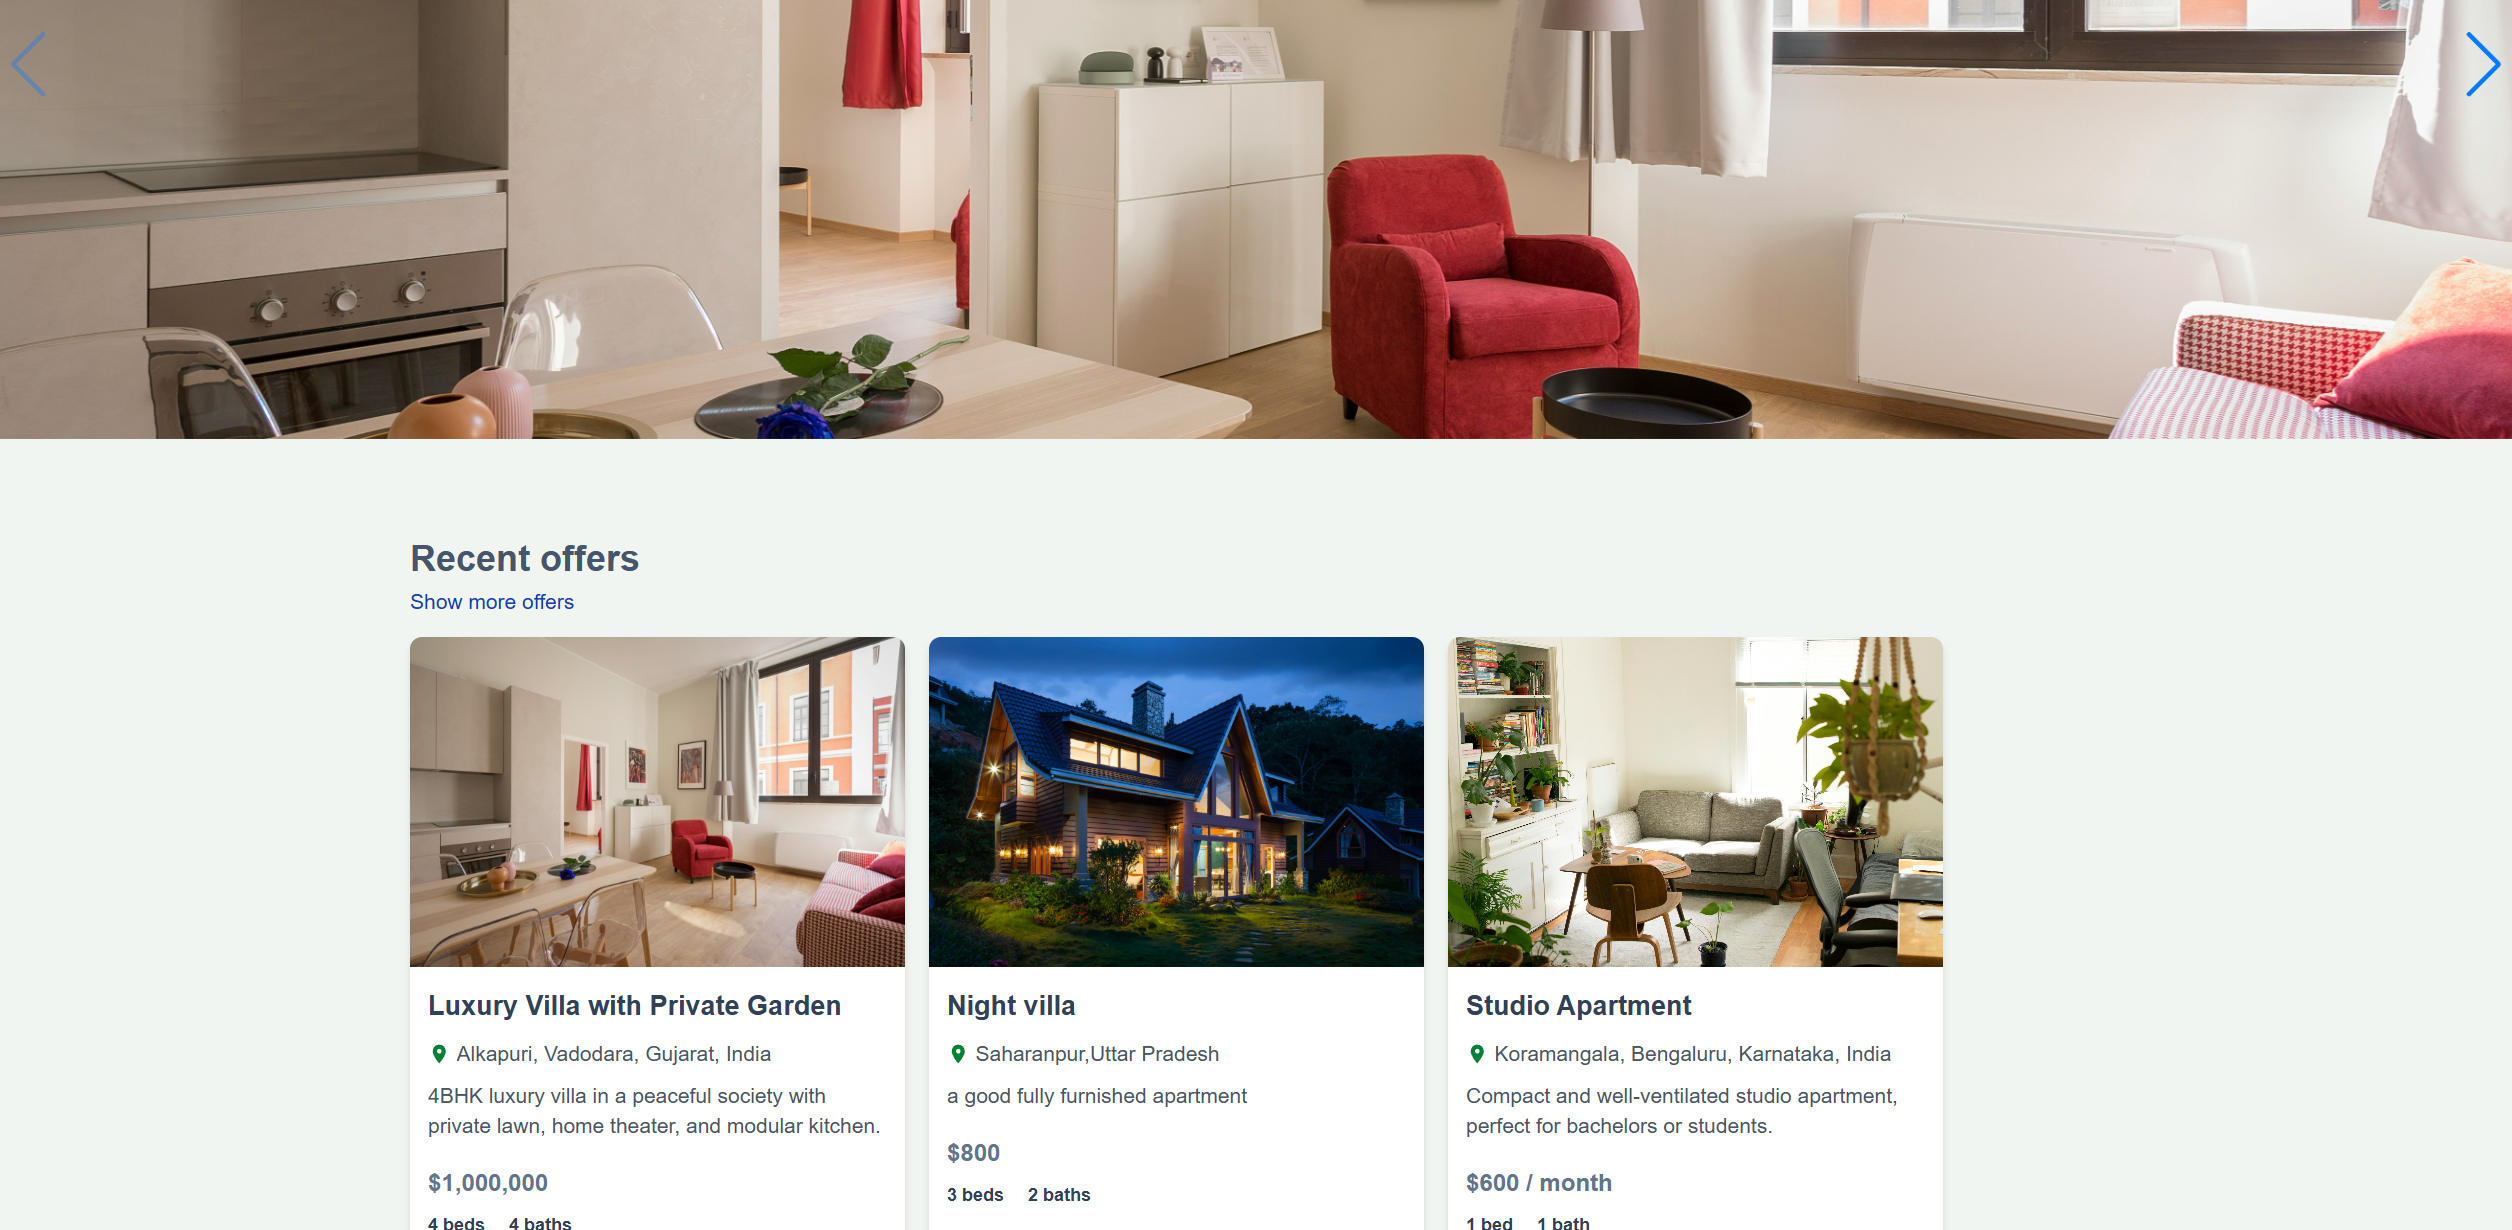 Recent offers
Show more offers
Luxury Villa with Private Garden
Alkapuri, Vadodara, Gujarat, India
4BHK luxury villa in a peaceful society with
private lawn, home theater, and modular kitchen.
$1,000,000
4 beds 4 baths
Night villa
Saharanpur,Uttar Pradesh
a good fully furnished apartment
$800
3 beds 2 baths
Studio Apartment
Koramangala, Bengaluru, Karnataka, India
Compact and well-ventilated studio apartment,
perfect for bachelors or students.
$600 / month
1 bed 1 bath